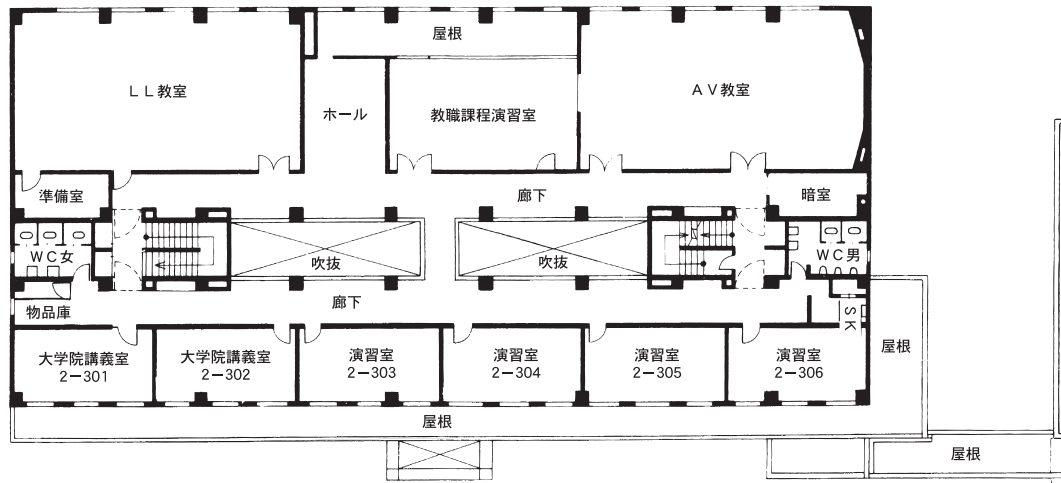 屋根
LL教室
ホール
教職課程演習室
AV教室
準備室
廊下
暗室
WC女
吹抜
吹抜
WC男
物品庫
廊下
SK
大学院講義室
2−301
大学院講義室
2−302
演習室
2−303
演習室
2−304
演習室
2−305
演習室
2−306
屋根
屋根
屋根